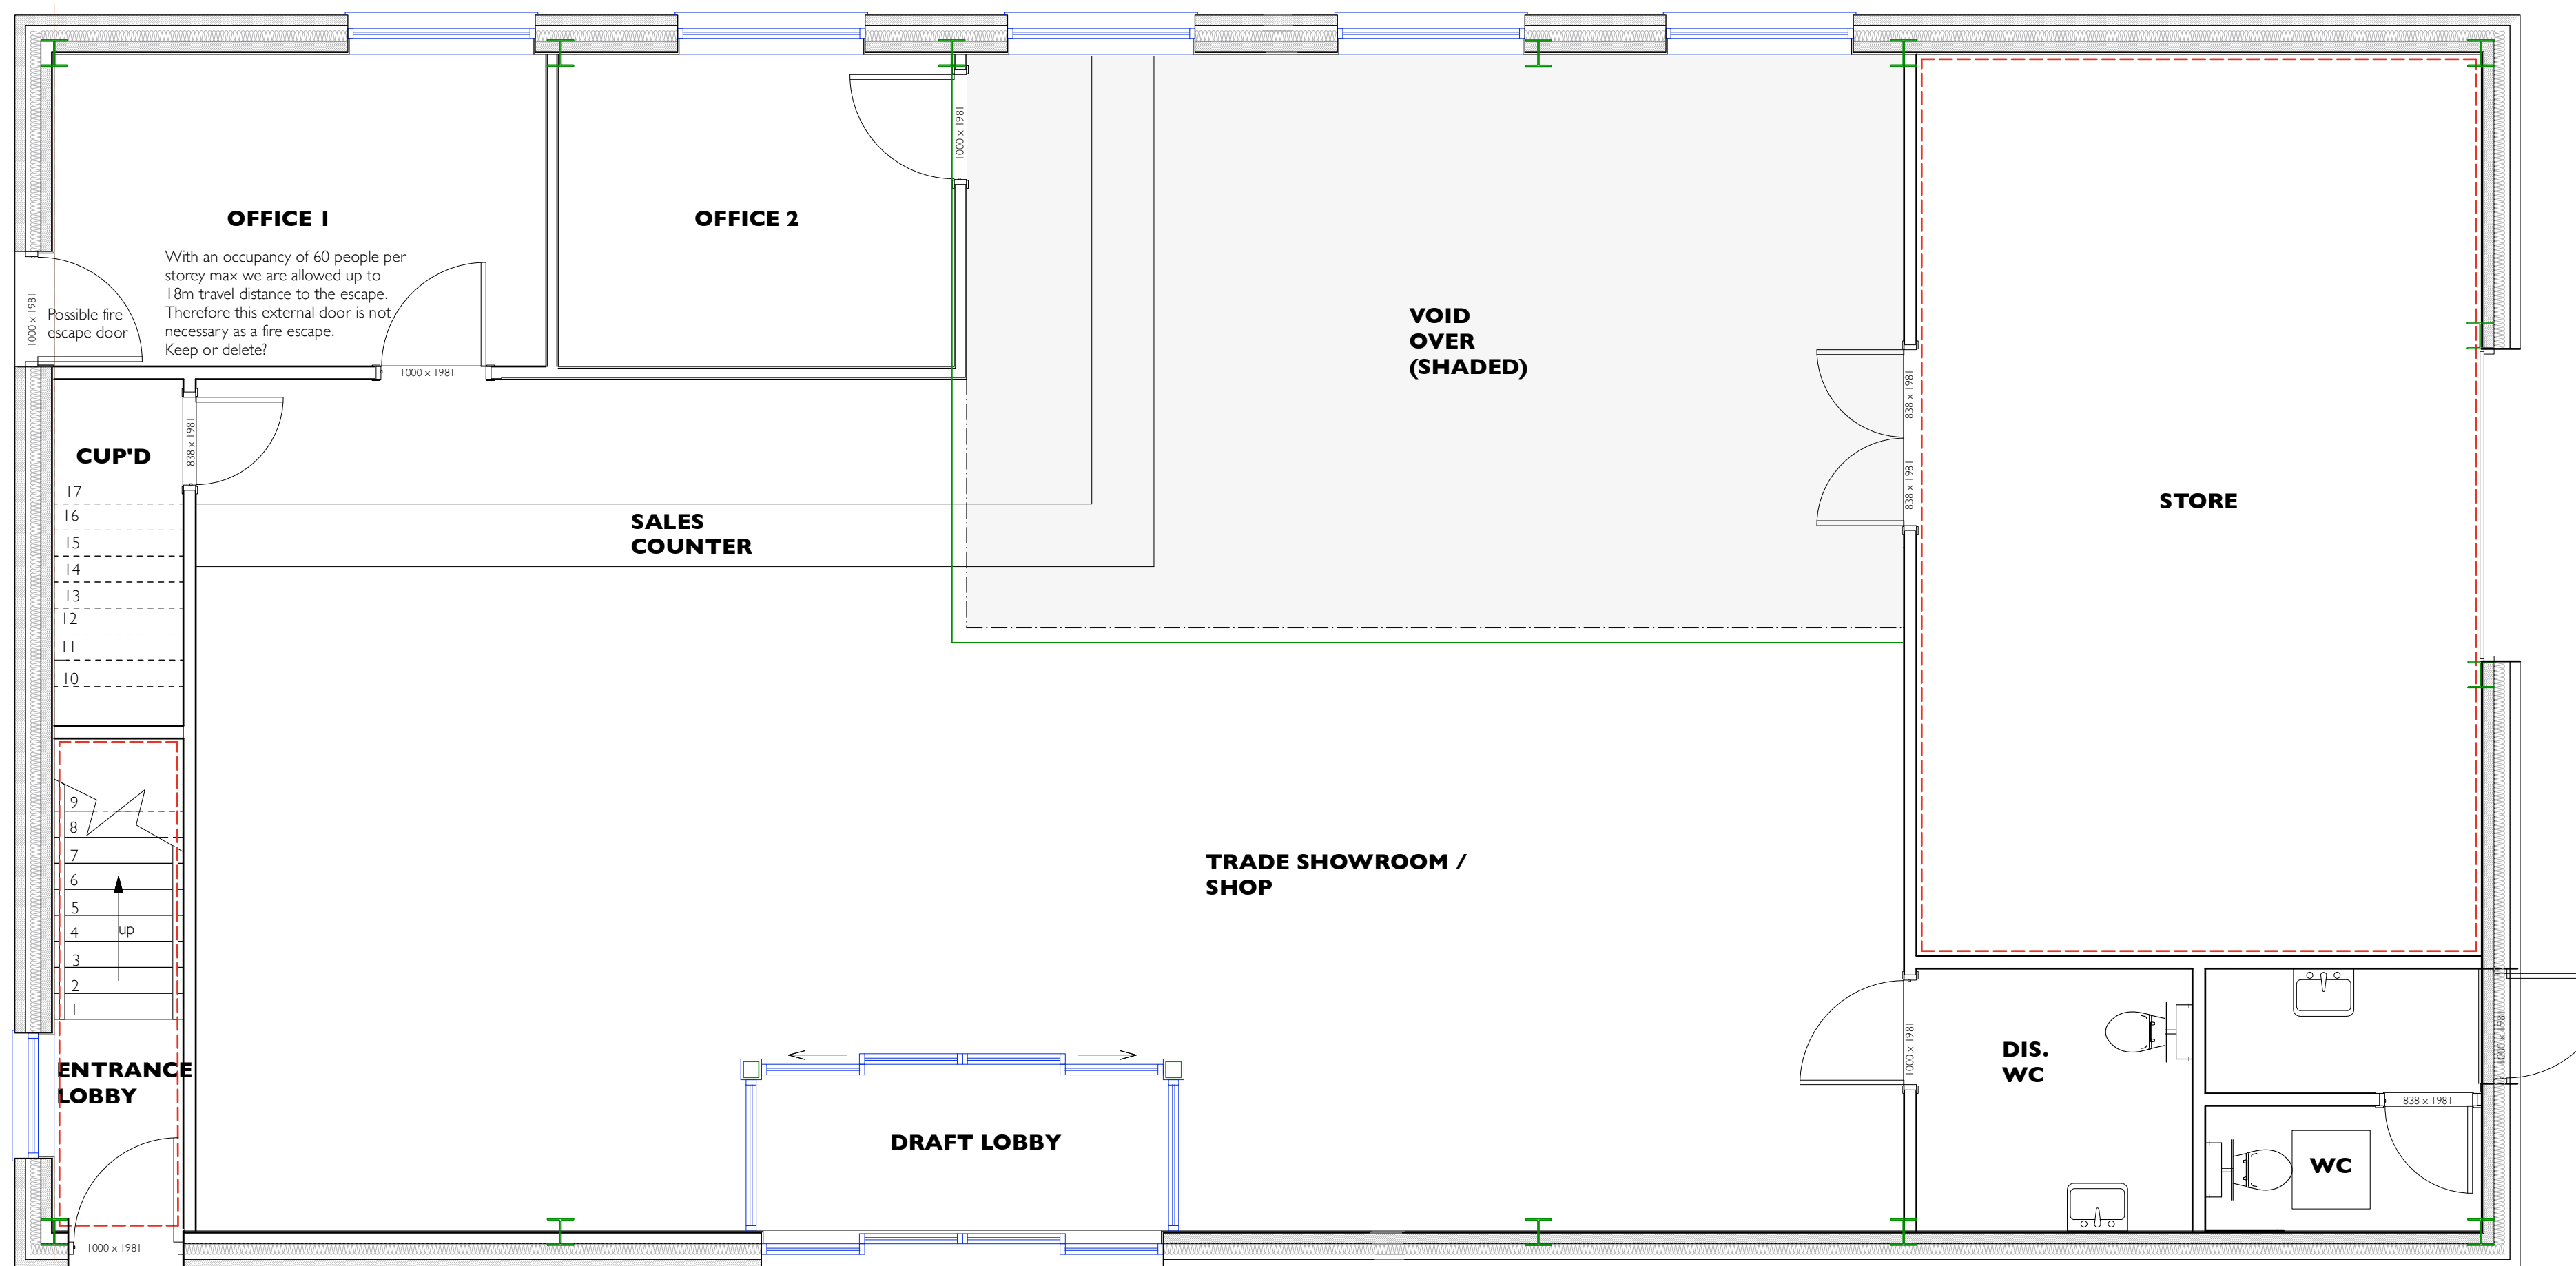 OFFICE 1
With an occupancy of 60 people per
storey max we are allowed up to
18m travel distance to the escape.
Therefore this external door is not
necessary as a fire escape.
Keep or delete?
1000 x 1981
Possible fire
escape door
1000 x 1981
OFFICE 2
1000 x 1981
VOID
OVER
(SHADED)
838 x 1981
838 x 1981
STORE
CUP'D
838 x 1981
17
16
15
14
13
12
11
10
SALES
COUNTER
9
8
7
6
5
4
3
2
1
up
TRADE SHOWROOM /
SHOP
ENTRANCE
LOBBY
1000 x 1981
DRAFT LOBBY
1000 x 1981
DIS.
WC
1000 x 1981
838 x 1981
WC